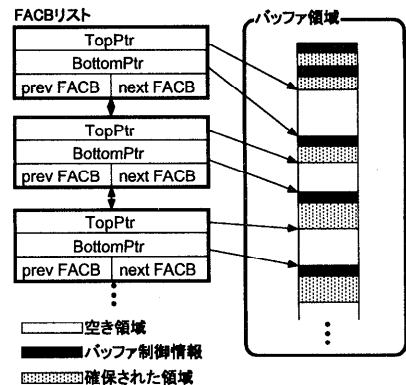 FACBリスト
TopPtr
BottomPtr
prev FACB next FACB
TopPtr
BottomPtr
prev FACB next FACB
TopPtr
BottomPtr
prev FACB next FACB
バッファ領域
空き領域
バッファ制御情報
確保された領域